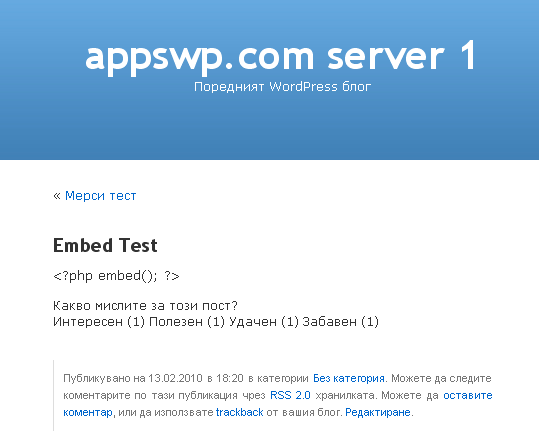 appswp.com server 1
Поредният WordPress блог
« Мерси тест
Embed Test
<?php embed(); ?>
Какво мислите за този пост?
Интересен (1) Полезен (1) Удачен (1) Забавен (1)
Публикувано на 13.02.2010 в 18:20 в категории Без категория. Можете да следите
коментарите по тази публикация чрез RSS 2.0 хранилката. Можете да оставите
коментар, или да използвате trackback от вашия блог. Редактиране.